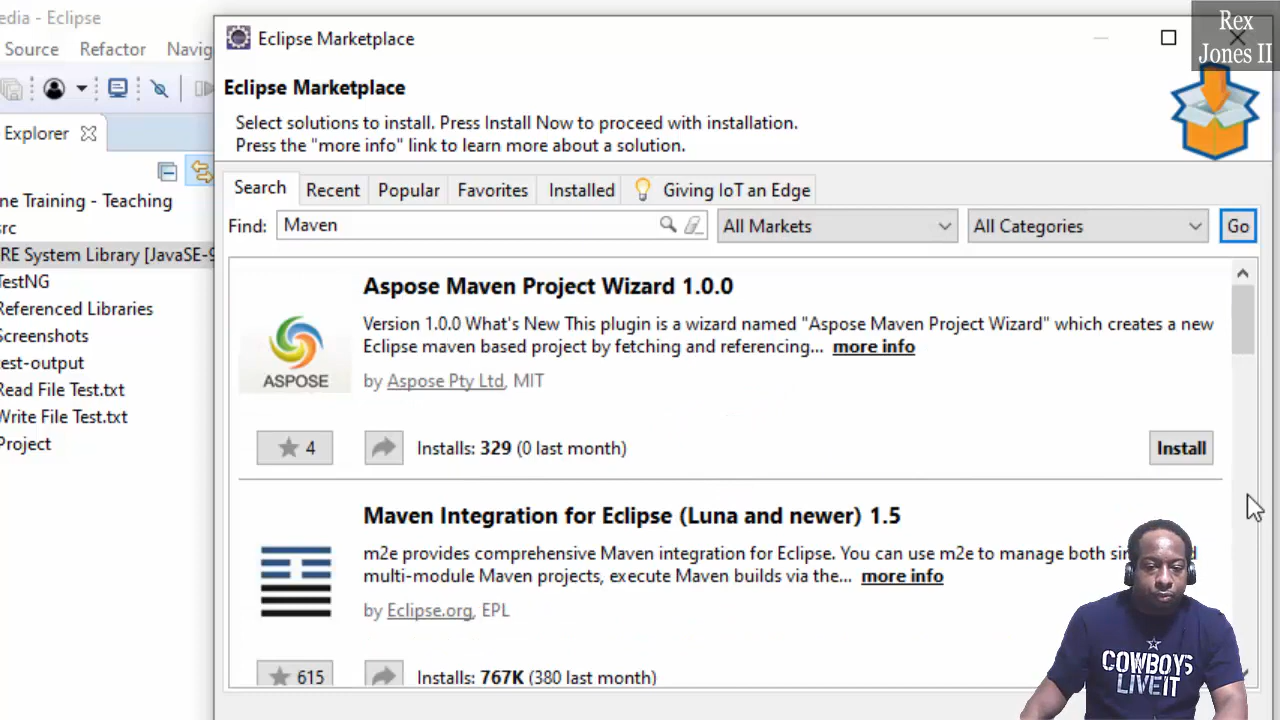 edia - Eclipse
Source Refactor Navig
Explorer
ne Training - Teaching
rc
RE System Library [JavaSE-9
TestNG
Referenced Libraries
Screenshots
test-output
Read File Test.txt
Write File Test.txt
Project
Eclipse Marketplace
Rex
Jones II
Eclipse Marketplace
Select solutions to install. Press Install Now to proceed with installation.
Press the "more info" link to learn more about a solution.
Search Recent Popular Favorites Installed Giving IoT an Edge
Find: Maven All Markets All Categories Go
Aspose Maven Project Wizard 1.0.0
Version 1.0.0 What's New This plugin is a wizard named "Aspose Maven Project Wizard" which creates a new
Eclipse maven based project by fetching and referencing... more info
ASPOSE
by Aspose Pty Ltd, MIT
4 Installs: 329 (0 last month) Install
Maven Integration for Eclipse (Luna and newer) 1.5
m2e provides comprehensive Maven integration for Eclipse. You can use m2e to manage both
multi-module Maven projects, execute Maven builds via the... more info
by Eclipse.org, EPL
615 Installs: 767K (380 last month)
COWBOYS
LIVE IT